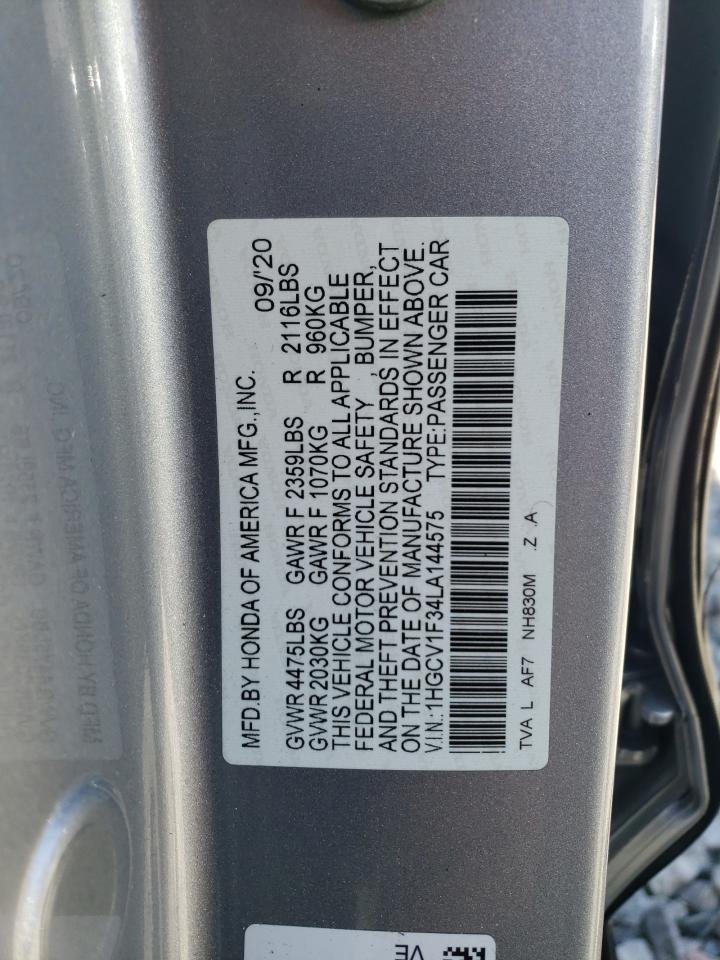 MFD.BY HONDA OF AMERICA MFG.,INC. 09/'20
GVWR 4475LBS GAWR F 2359LBS R 2116LBS
GVWR 2030KG GAWR F 1070KG R 960KG
THIS VEHICLE CONFORMS TO ALL APPLICABLE
FEDERAL MOTOR VEHICLE SAFETY , BUMPER,
AND THEFT PREVENTION STANDARDS IN EFFECT
ON THE DATE OF MANUFACTURE SHOWN ABOVE.
V.I.N.:1HGCV1F34LA144575 TYPE:PASSENGER CAR
TVA L AF7 NH830M .Z .A
VE